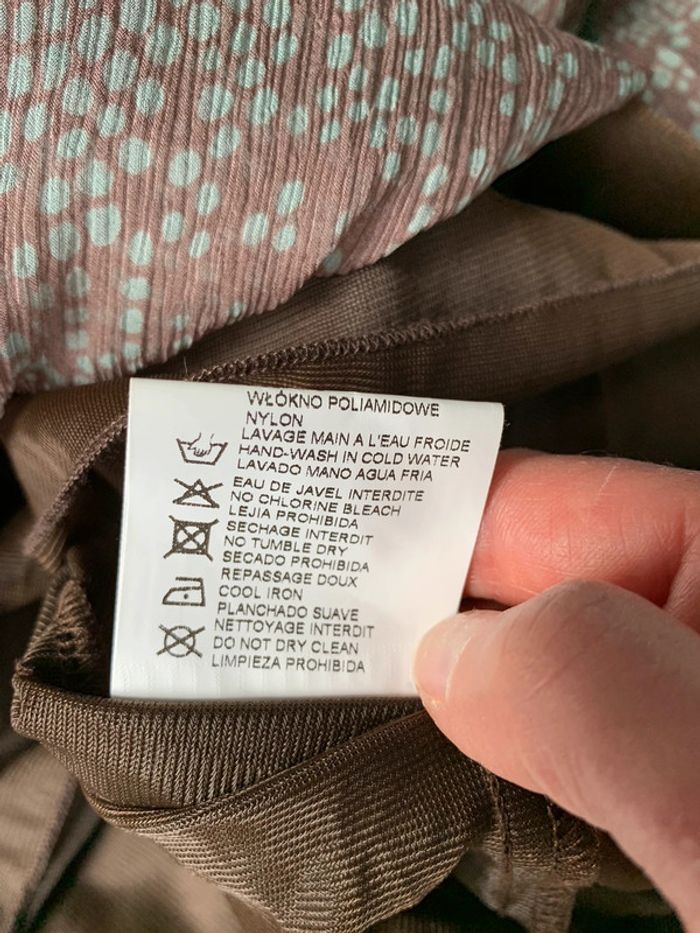 WŁÓKNO POLIAMIDOWE
NYLON
LAVAGE MAIN A L'EAU FROIDE
HAND-WASH IN COLD WATER
LAVADO MANO AGUA FRIA
EAU DE JAVEL INTERDITE
NO CHLORINE BLEACH
LEJIA PROHIBIDA
SECHAGE INTERDIT
NO TUMBLE DRY
SECADO PROHIBIDA
REPASSAGE DOUX
COOL IRON
PLANCHADO SUAVE
NETTOYAGE INTERDIT
DO NOT DRY CLEAN
LIMPIEZA PROHIBIDA